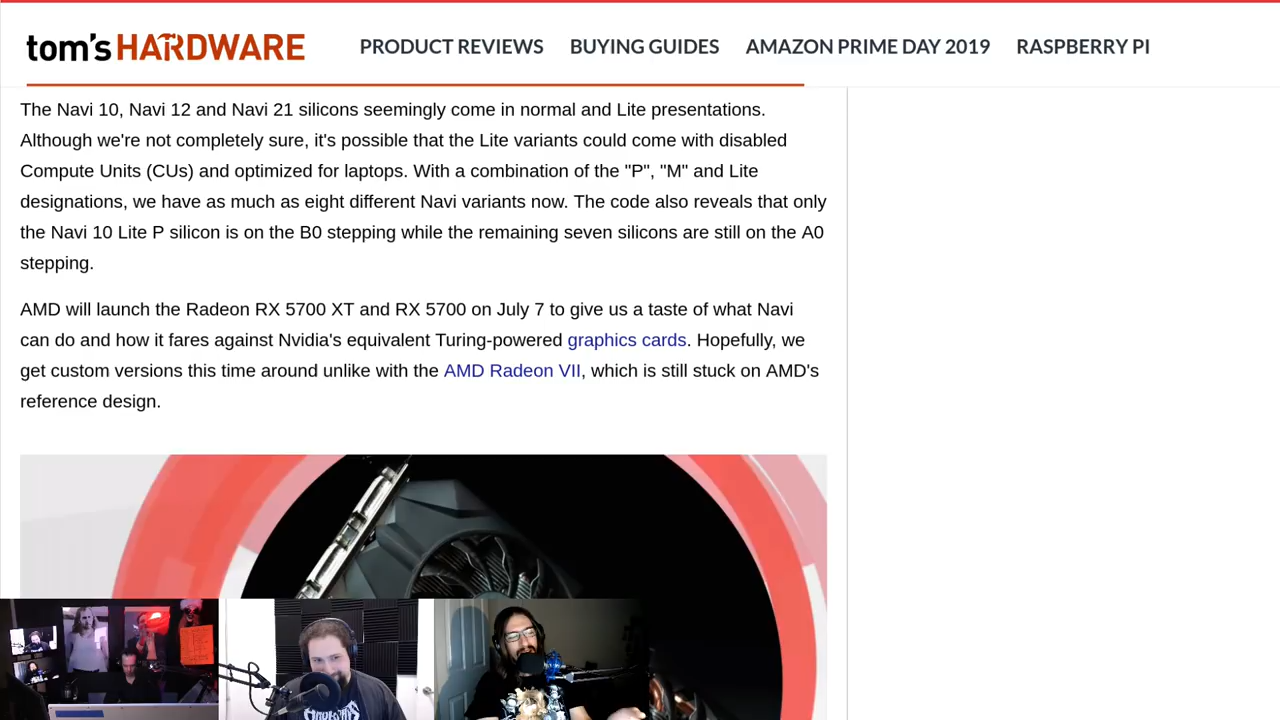 tom's HARDWARE
PRODUCT REVIEWS BUYING GUIDES AMAZON PRIME DAY 2019 RASPBERRY PI
The Navi 10, Navi 12 and Navi 21 silicons seemingly come in normal and Lite presentations.
Although we're not completely sure, it's possible that the Lite variants could come with disabled
Compute Units (CUs) and optimized for laptops. With a combination of the "P", "M" and Lite
designations, we have as much as eight different Navi variants now. The code also reveals that only
the Navi 10 Lite P silicon is on the B0 stepping while the remaining seven silicons are still on the A0
stepping.
AMD will launch the Radeon RX 5700 XT and RX 5700 on July 7 to give us a taste of what Navi
can do and how it fares against Nvidia's equivalent Turing-powered graphics cards. Hopefully, we
get custom versions this time around unlike with the AMD Radeon VII, which is still stuck on AMD's
reference design.